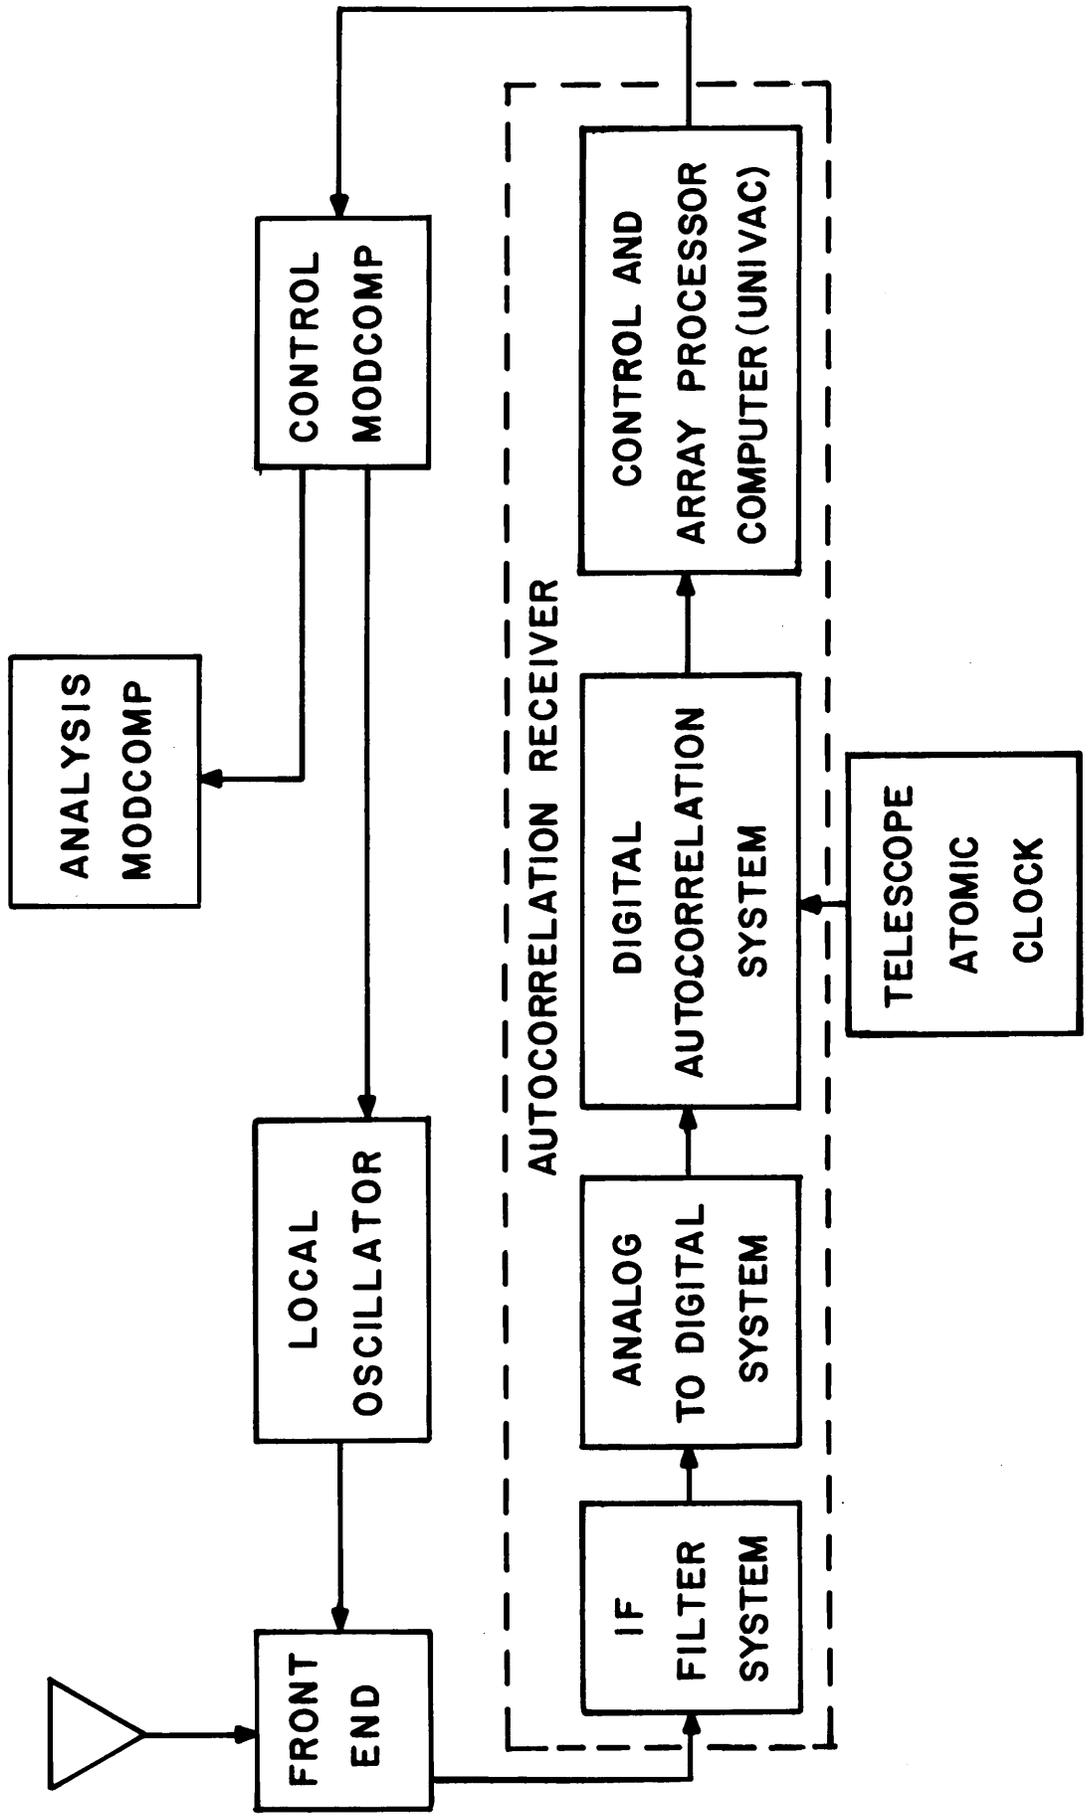 ANALYSIS
MODCOMP
FRONT
END
LOCAL
OSCILLATOR
CONTROL
MODCOMP
AUTOCORRELATION RECEIVER
IF
FILTER
SYSTEM
ANALOG
TO DIGITAL
SYSTEM
DIGITAL
AUTOCORRELATION
SYSTEM
CONTROL AND
ARRAY PROCESSOR
COMPUTER (UNIVAC)
TELESCOPE
ATOMIC
CLOCK